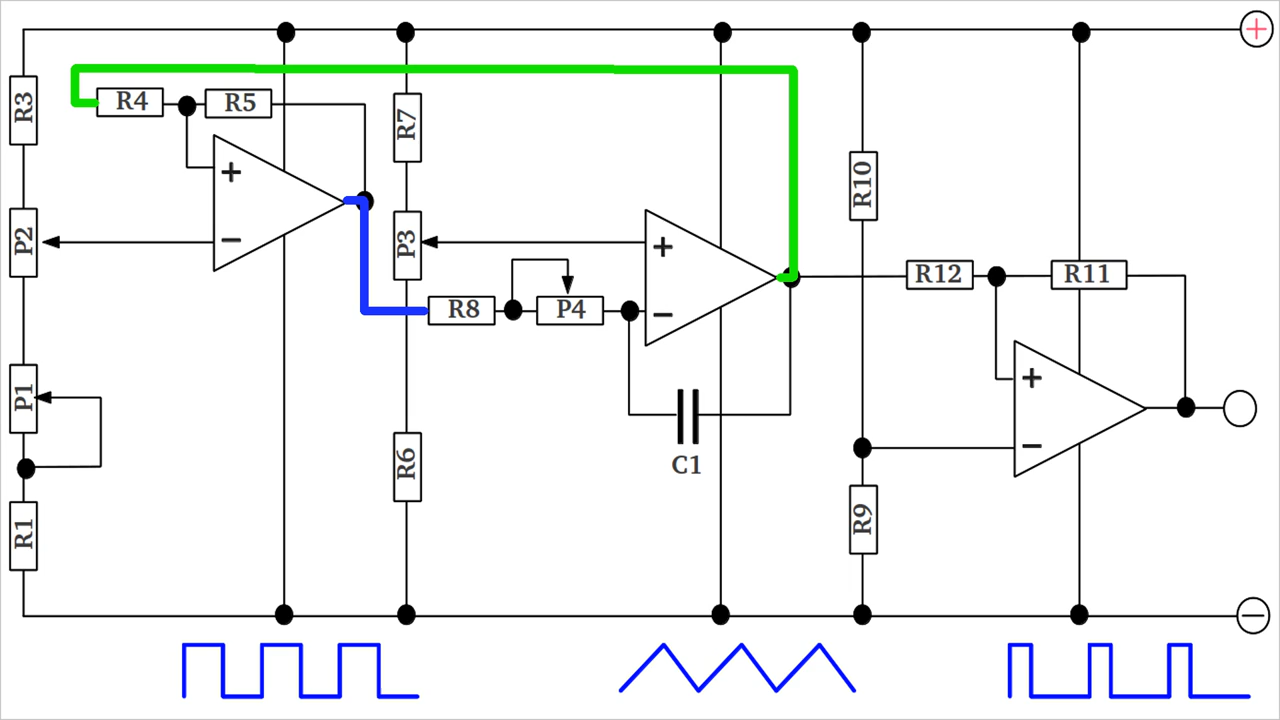 R3
R4
R5
+
−
P2
P1
R1
R7
P3
R6
R8
P4
+
−
C1
R10
R9
R12
R11
+
−
+
−